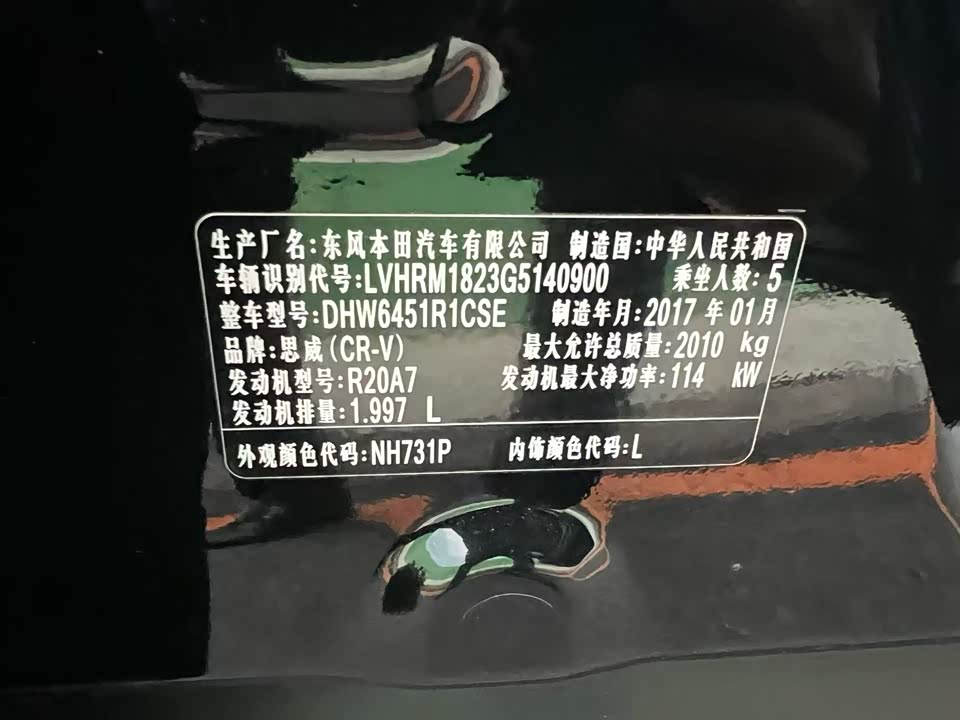 生产厂名:东风本田汽车有限公司 制造国:中华人民共和国
车辆识别代号:LVHRM1823G5140900 乘坐人数:5
整车型号:DHW6451R1CSE 制造年月:2017 年 01月
品牌:思威(CR-V) 最大允许总质量:2010 kg
发动机型号:R20A7 发动机最大净功率:114 kW
发动机排量:1.997 L
外观颜色代码:NH731P 内饰颜色代码:L